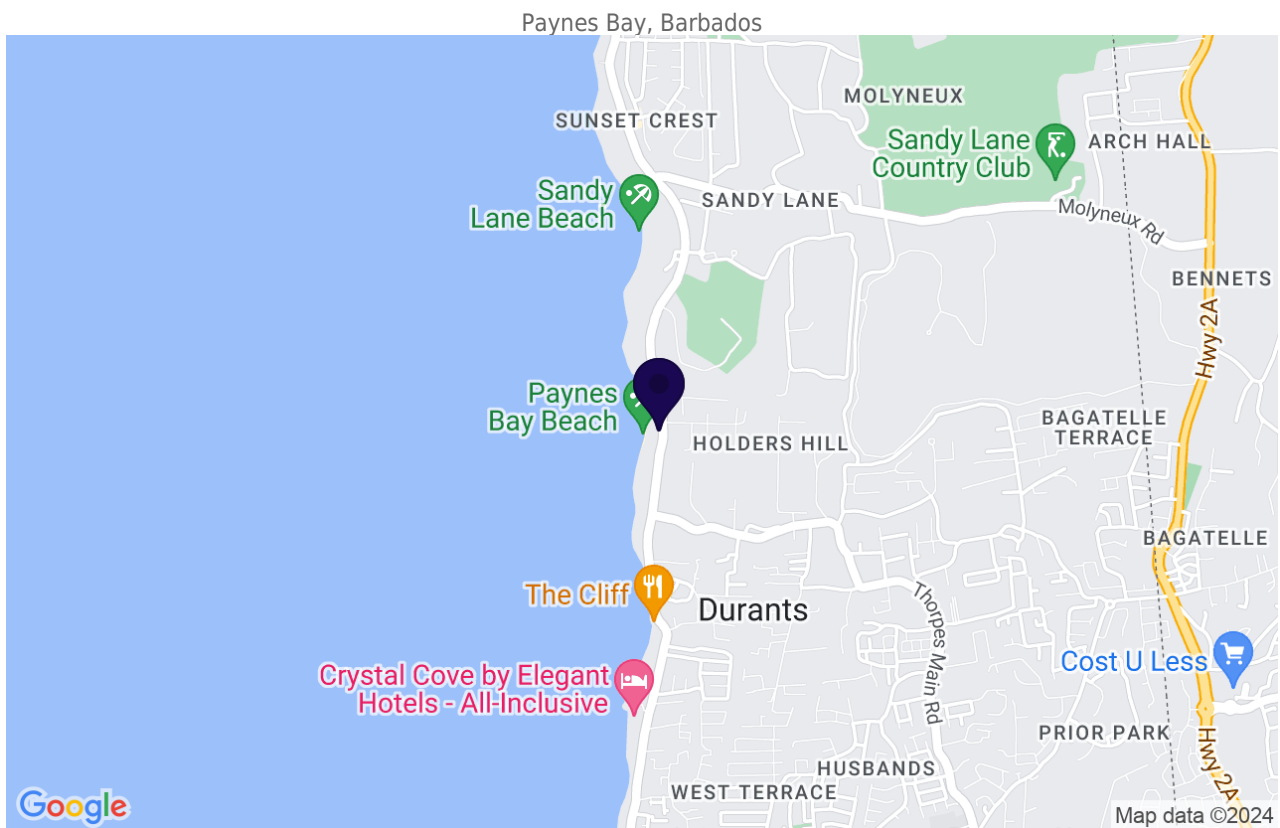 Paynes Bay, Barbados
MOLYNEUX
SUNSET CREST
Sandy Lane
Country Club
ARCH HALL
Sandy
Lane Beach
SANDY LANE
Molyneux Rd
BENNETS
Hwy 2A
Paynes
Bay Beach
HOLDERS HILL
BAGATELLE
TERRACE
BAGATELLE
The Cliff
Durants
Thorpes Main Rd
Cost U Less
Crystal Cove by Elegant
Hotels - All-Inclusive
PRIOR PARK
Hwy 2A
HUSBANDS
WEST TERRACE
Google
Map data ©2024